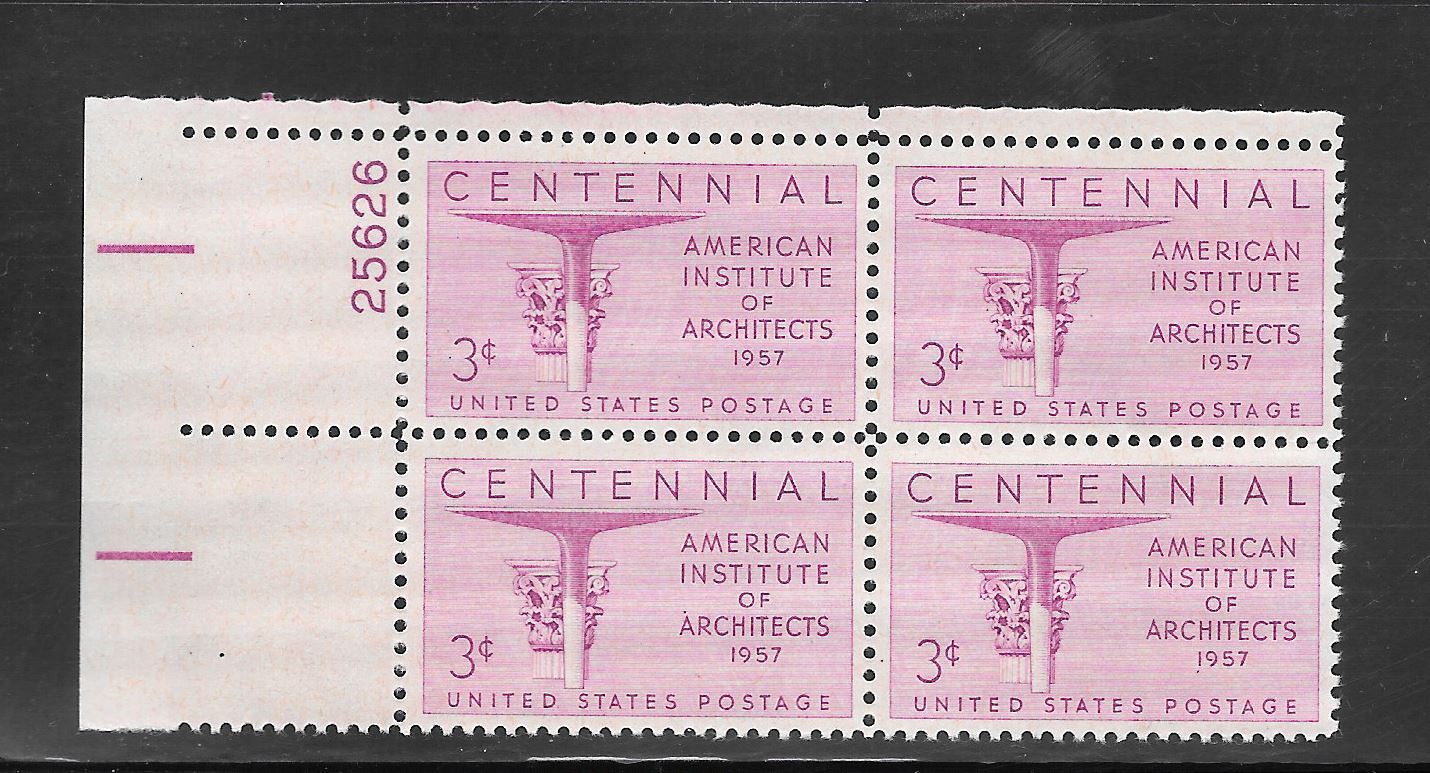 25626
CENTENNIAL
AMERICAN
INSTITUTE
OF
ARCHITECTS
1957
3¢
UNITED STATES POSTAGE
CENTENNIAL
AMERICAN
INSTITUTE
OF
ARCHITECTS
1957
3¢
UNITED STATES POSTAGE
CENTENNIAL
AMERICAN
INSTITUTE
OF
ARCHITECTS
1957
3¢
UNITED STATES POSTAGE
CENTENNIAL
AMERICAN
INSTITUTE
OF
ARCHITECTS
1957
3¢
UNITED STATES POSTAGE